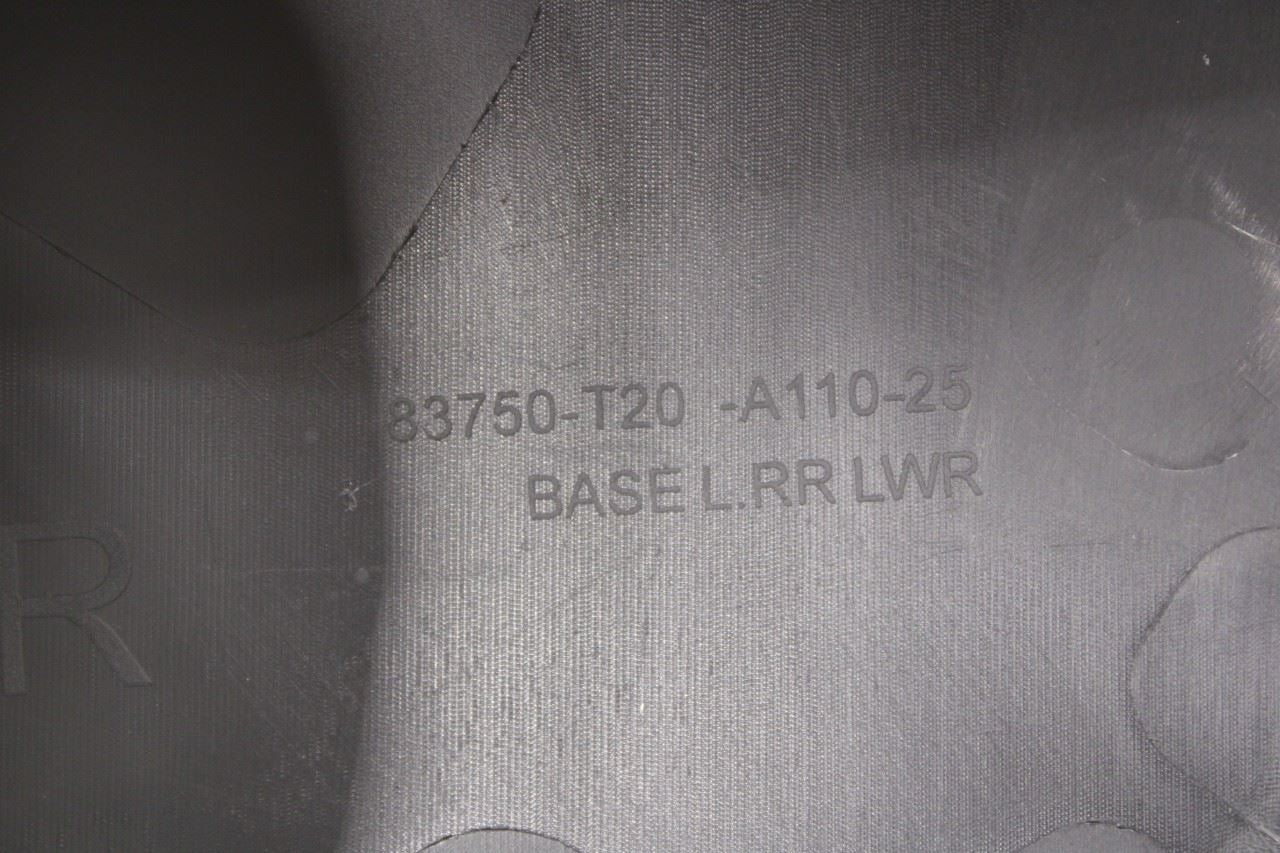 83750-T20 -A110-25
BASE L.RR LWR
R